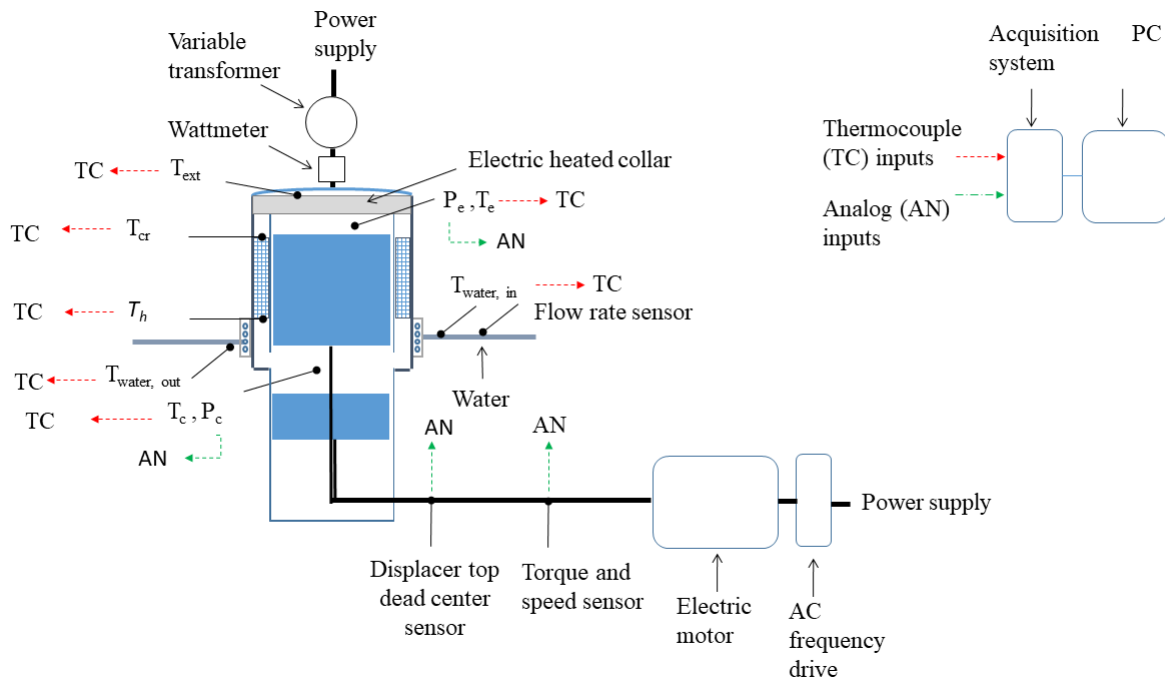 Power
supply
Variable
transformer
Wattmeter
Electric heated collar
TC
T_ext
P_e , T_e
TC
AN
TC
T_cr
TC
T_h
T_water, in
TC
Flow rate sensor
TC
T_water, out
Water
TC
T_c , P_c
AN
AN
AN
Displacer top
dead center
sensor
Torque and
speed sensor
Electric
motor
AC
frequency
drive
Power supply
Acquisition
system
PC
Thermocouple
(TC) inputs
Analog (AN)
inputs